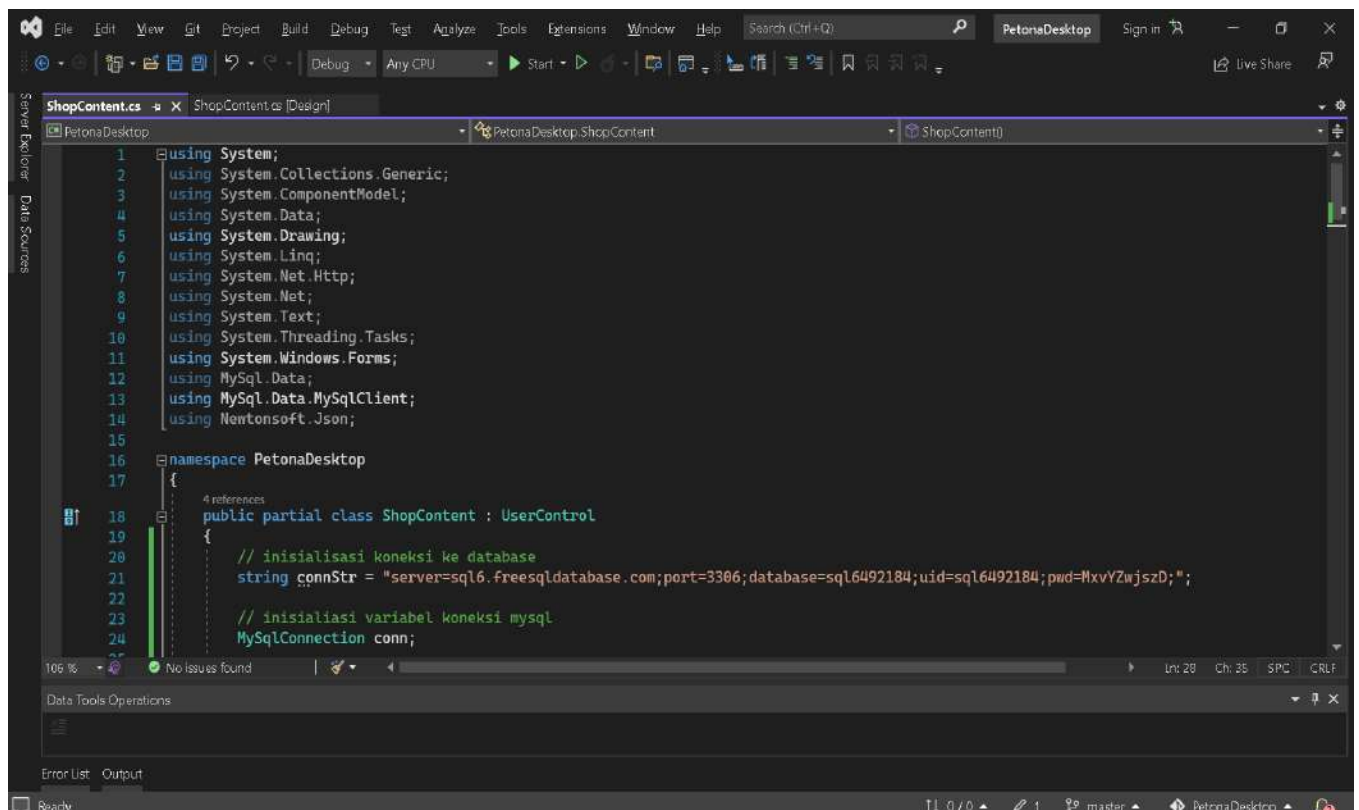 File Edit View Git Project Build Debug Test Analyze Tools Extensions Window Help Search (Ctrl+Q) PetonaDesktop Sign in
Debug Any CPU Start Live Share
Server Explorer
Data Sources
ShopContent.cs ShopContent.cs [Design]
PetonaDesktop PetonaDesktop.ShopContent ShopContent()
1 using System;
2 using System.Collections.Generic;
3 using System.ComponentModel;
4 using System.Data;
5 using System.Drawing;
6 using System.Linq;
7 using System.Net.Http;
8 using System.Net;
9 using System.Text;
10 using System.Threading.Tasks;
11 using System.Windows.Forms;
12 using MySql.Data;
13 using MySql.Data.MySqlClient;
14 using Newtonsoft.Json;
15
16 namespace PetonaDesktop
17 {
4 references
18 public partial class ShopContent : UserControl
19 {
20 // inisialisasi koneksi ke database
21 string connStr = "server=sql6.freesqldatabase.com;port=3306;database=sql6492184;uid=sql6492184;pwd=MxvYZwjszD;";
22
23 // inisialiasi variabel koneksi mysql
24 MySqlConnection conn;
106 % No issues found Ln: 28 Ch: 35 SPC CRLF
Data Tools Operations
Error List Output
Ready 0 / 0 1 master PetonaDesktop